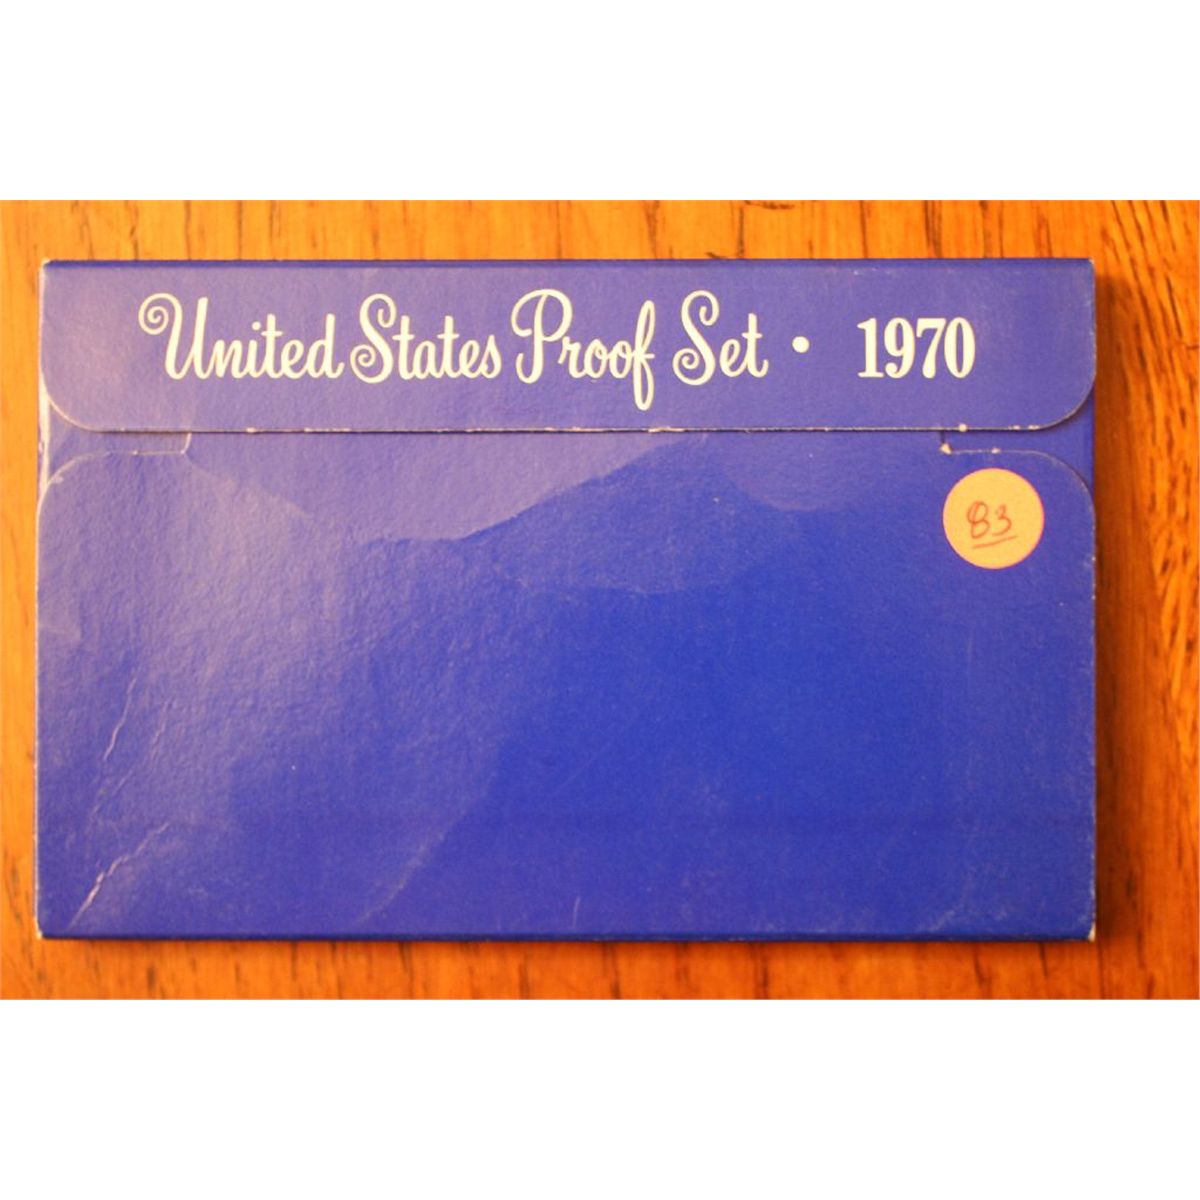 United States Proof Set • 1970
83